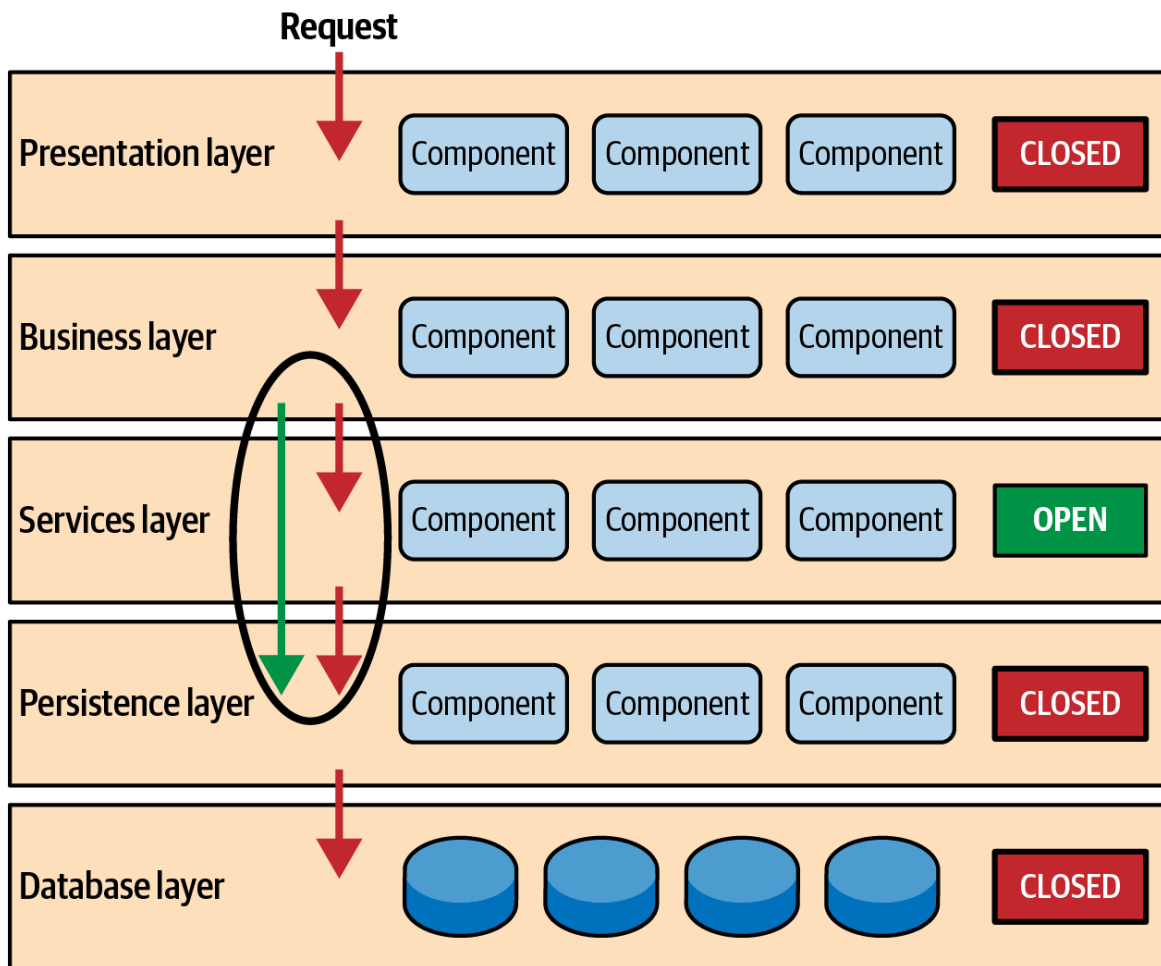 Request
Presentation layer Component Component Component CLOSED
Business layer Component Component Component CLOSED
Services layer Component Component Component OPEN
Persistence layer Component Component Component CLOSED
Database layer CLOSED